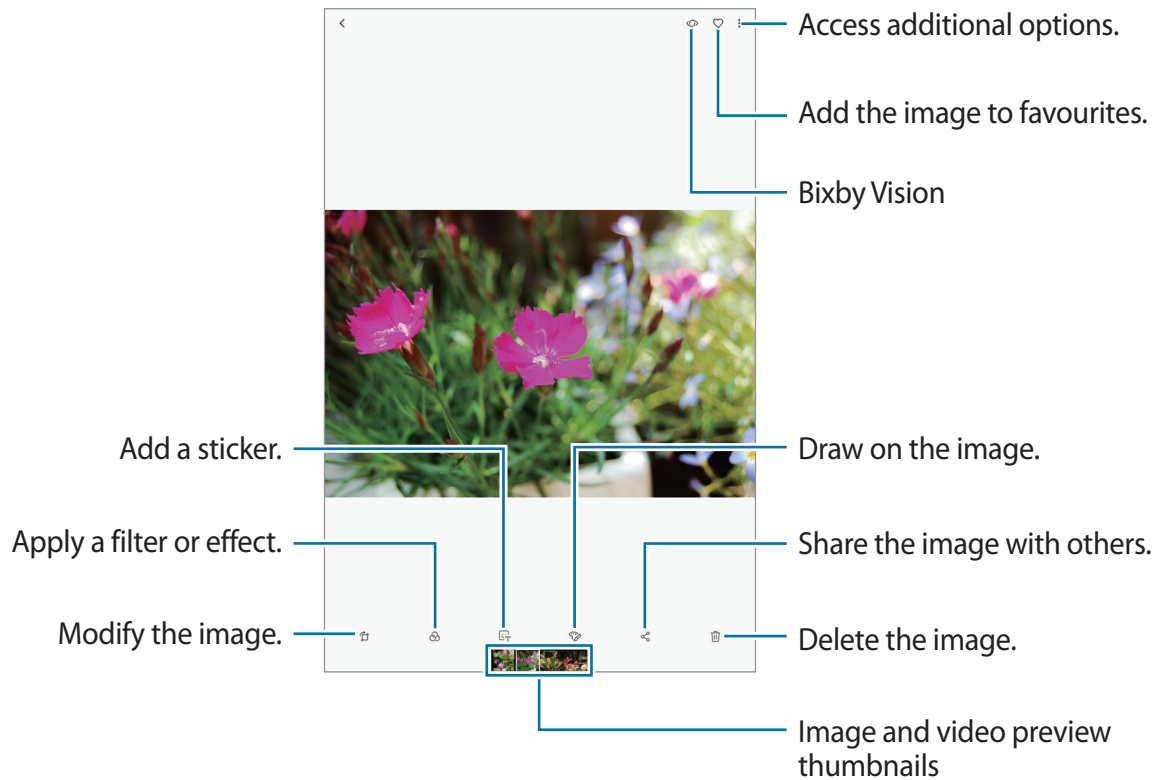 Access additional options.
Add the image to favourites.
Bixby Vision
Add a sticker.
Draw on the image.
Apply a filter or effect.
Share the image with others.
Modify the image.
Delete the image.
Image and video preview
thumbnails